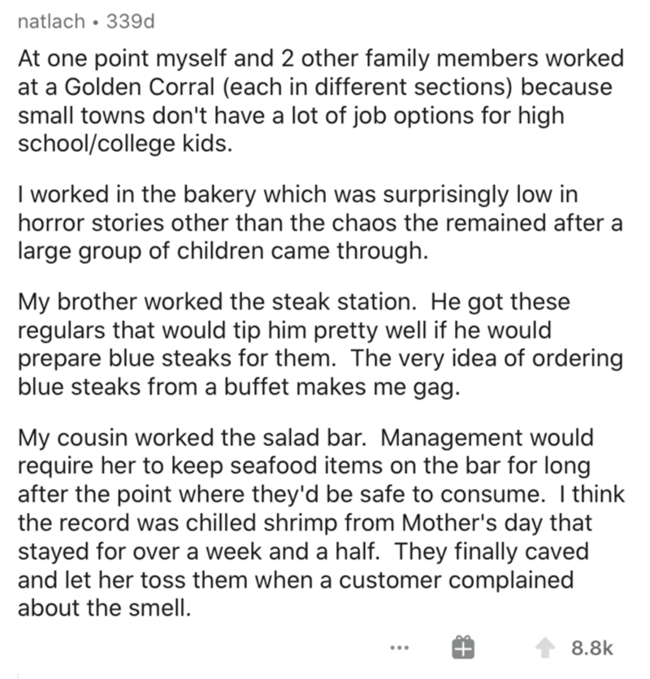 natlach • 339d
At one point myself and 2 other family members worked
at a Golden Corral (each in different sections) because
small towns don't have a lot of job options for high
school/college kids.
I worked in the bakery which was surprisingly low in
horror stories other than the chaos the remained after a
large group of children came through.
My brother worked the steak station.  He got these
regulars that would tip him pretty well if he would
prepare blue steaks for them.  The very idea of ordering
blue steaks from a buffet makes me gag.
My cousin worked the salad bar.  Management would
require her to keep seafood items on the bar for long
after the point where they'd be safe to consume.  I think
the record was chilled shrimp from Mother's day that
stayed for over a week and a half.  They finally caved
and let her toss them when a customer complained
about the smell.
... 8.8k